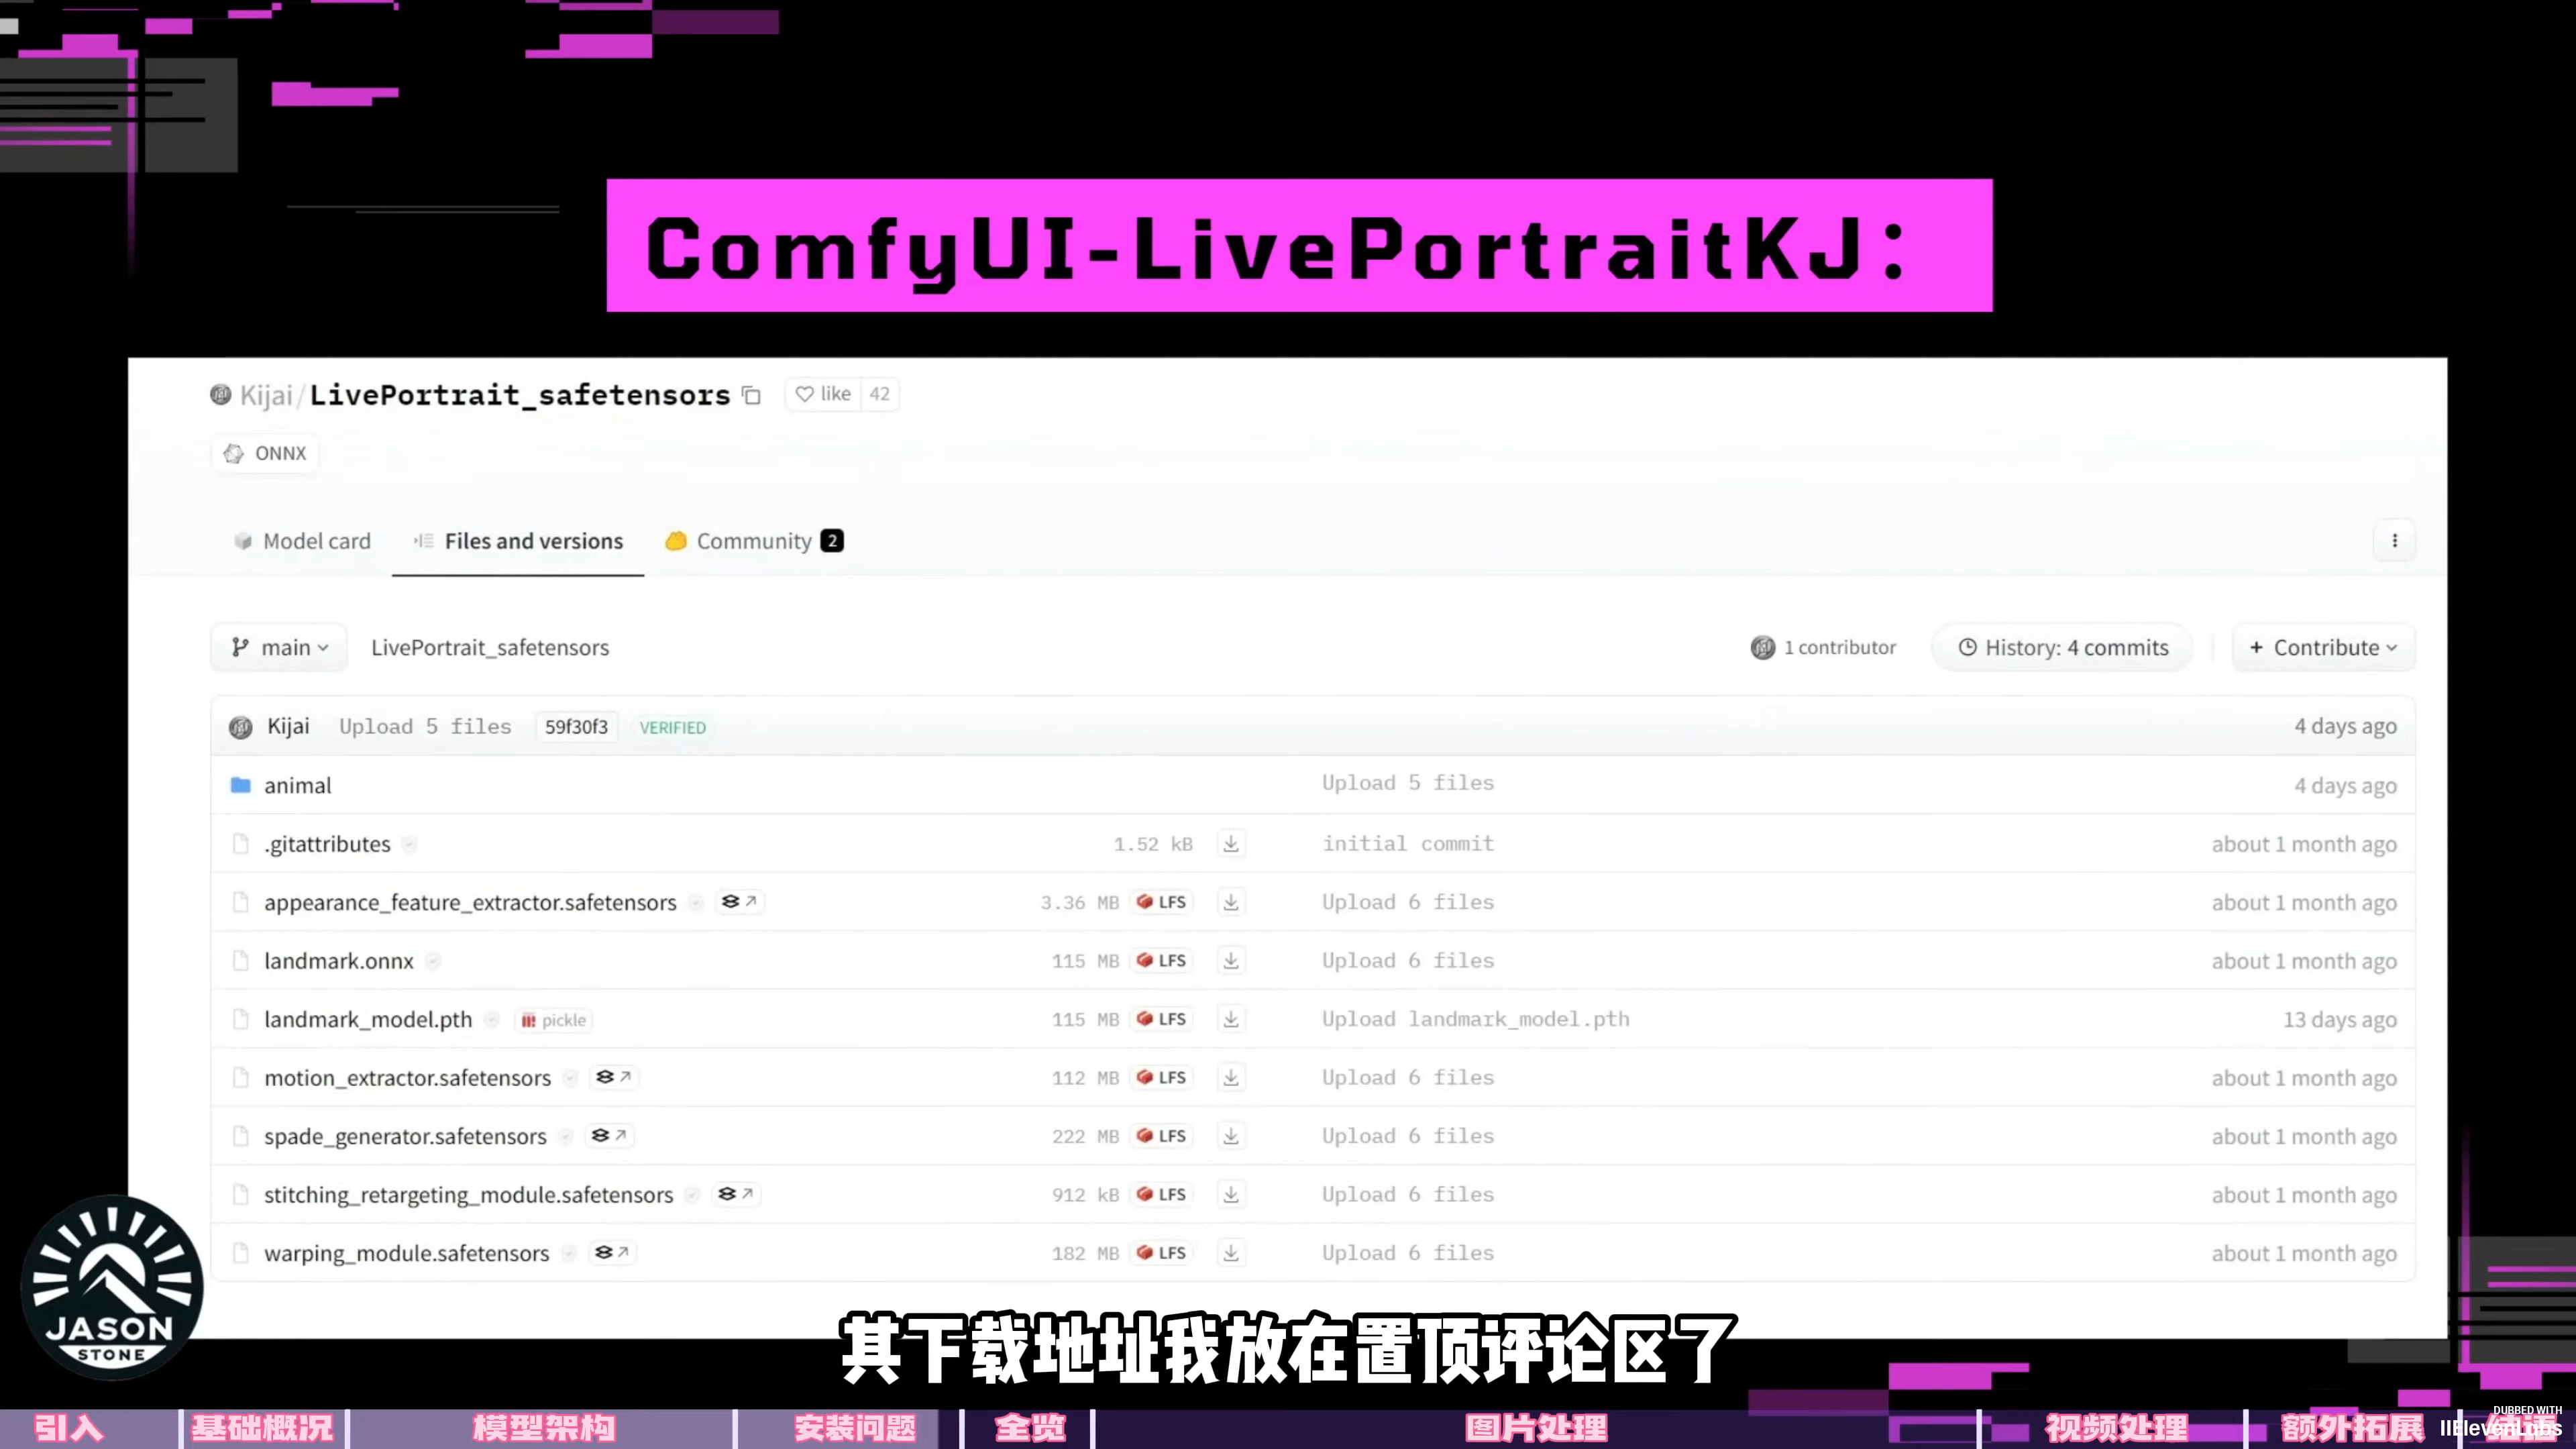 ComfyUI-LivePortraitKJ：
Kijai/LivePortrait_safetensors like 42
ONNX
Model card Files and versions Community 2
main LivePortrait_safetensors 1 contributor History: 4 commits + Contribute
Kijai Upload 5 files 59f30f3 VERIFIED 4 days ago
animal Upload 5 files 4 days ago
.gitattributes 1.52 kB initial commit about 1 month ago
appearance_feature_extractor.safetensors 3.36 MB LFS Upload 6 files about 1 month ago
landmark.onnx 115 MB LFS Upload 6 files about 1 month ago
landmark_model.pth pickle 115 MB LFS Upload landmark_model.pth 13 days ago
motion_extractor.safetensors 112 MB LFS Upload 6 files about 1 month ago
spade_generator.safetensors 222 MB LFS Upload 6 files about 1 month ago
stitching_retargeting_module.safetensors 912 kB LFS Upload 6 files about 1 month ago
warping_module.safetensors 182 MB LFS Upload 6 files about 1 month ago
JASON
STONE
其下载地址我放在置顶评论区了
引入 基础概况 模型架构 安装问题 全览 图片处理 视频处理 额外拓展
DUBBED WITH
IIElevenLabs